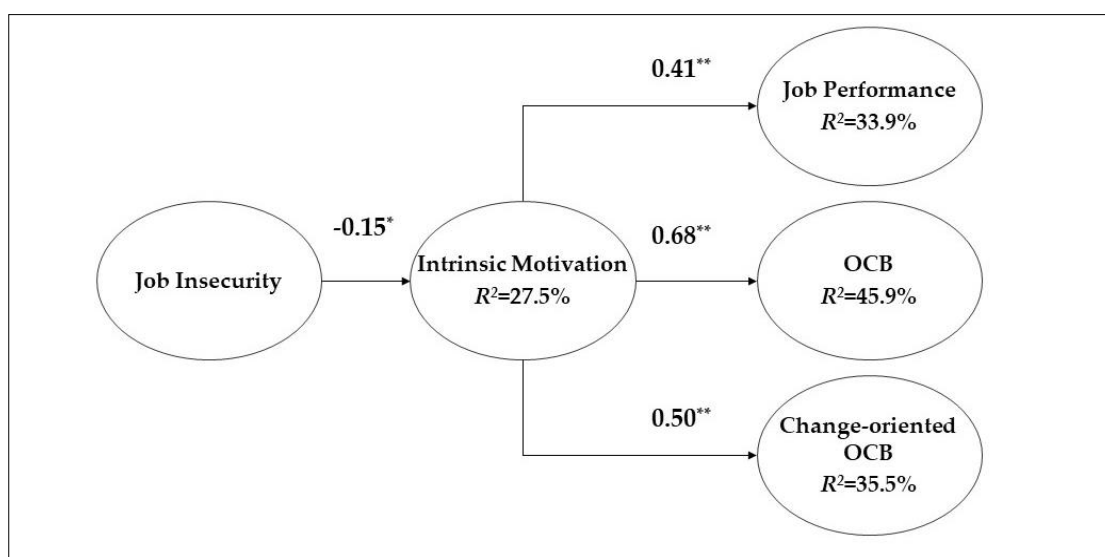 0.41**
Job Performance
R²=33.9%
-0.15*
Job Insecurity
Intrinsic Motivation
R²=27.5%
0.68**
OCB
R²=45.9%
0.50**
Change-oriented
OCB
R²=35.5%